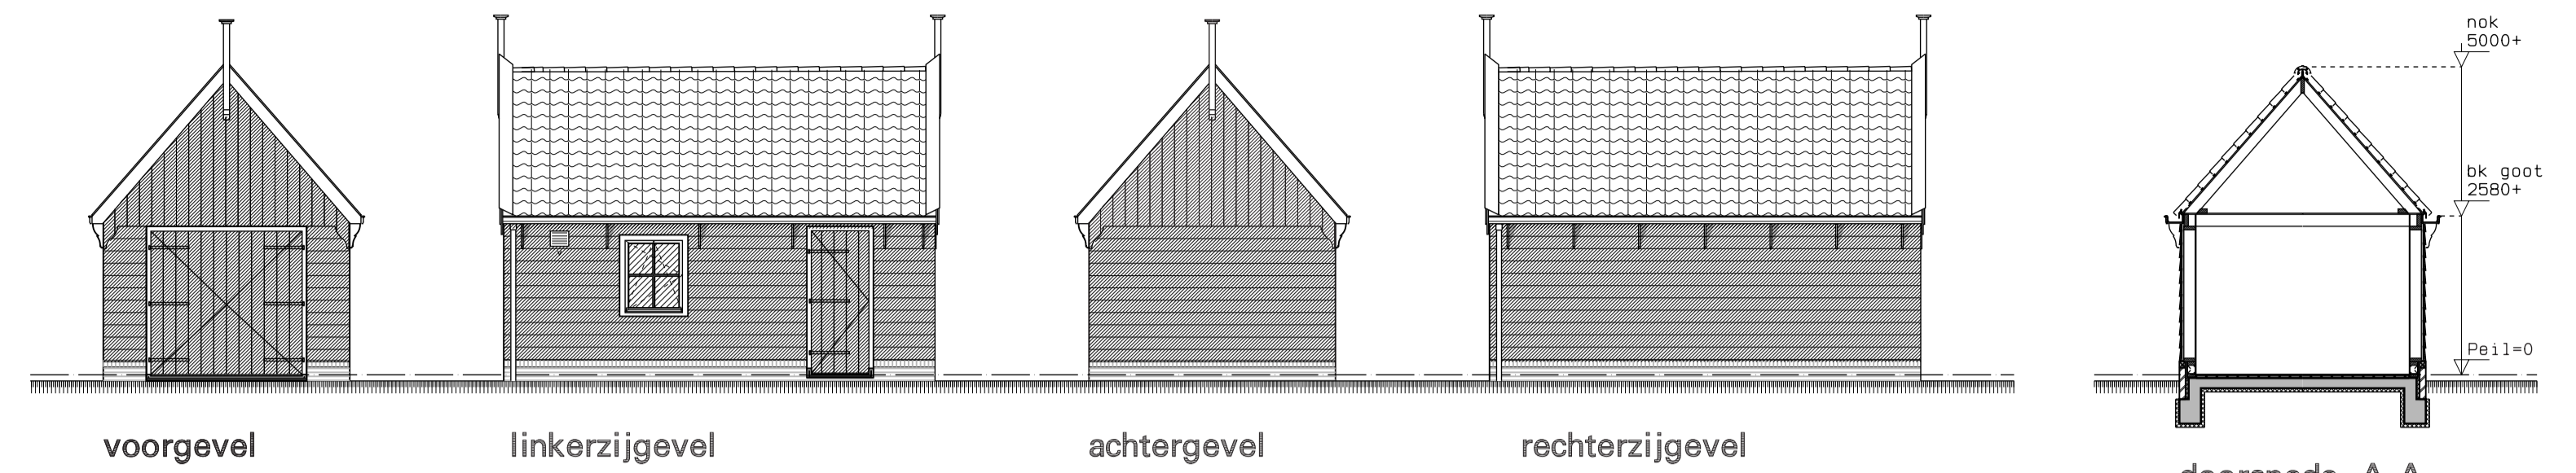 nok
5000+
bk goot
2580+
Peil=0
voorgevel
linkerzijgevel
achtergevel
rechterzijgevel